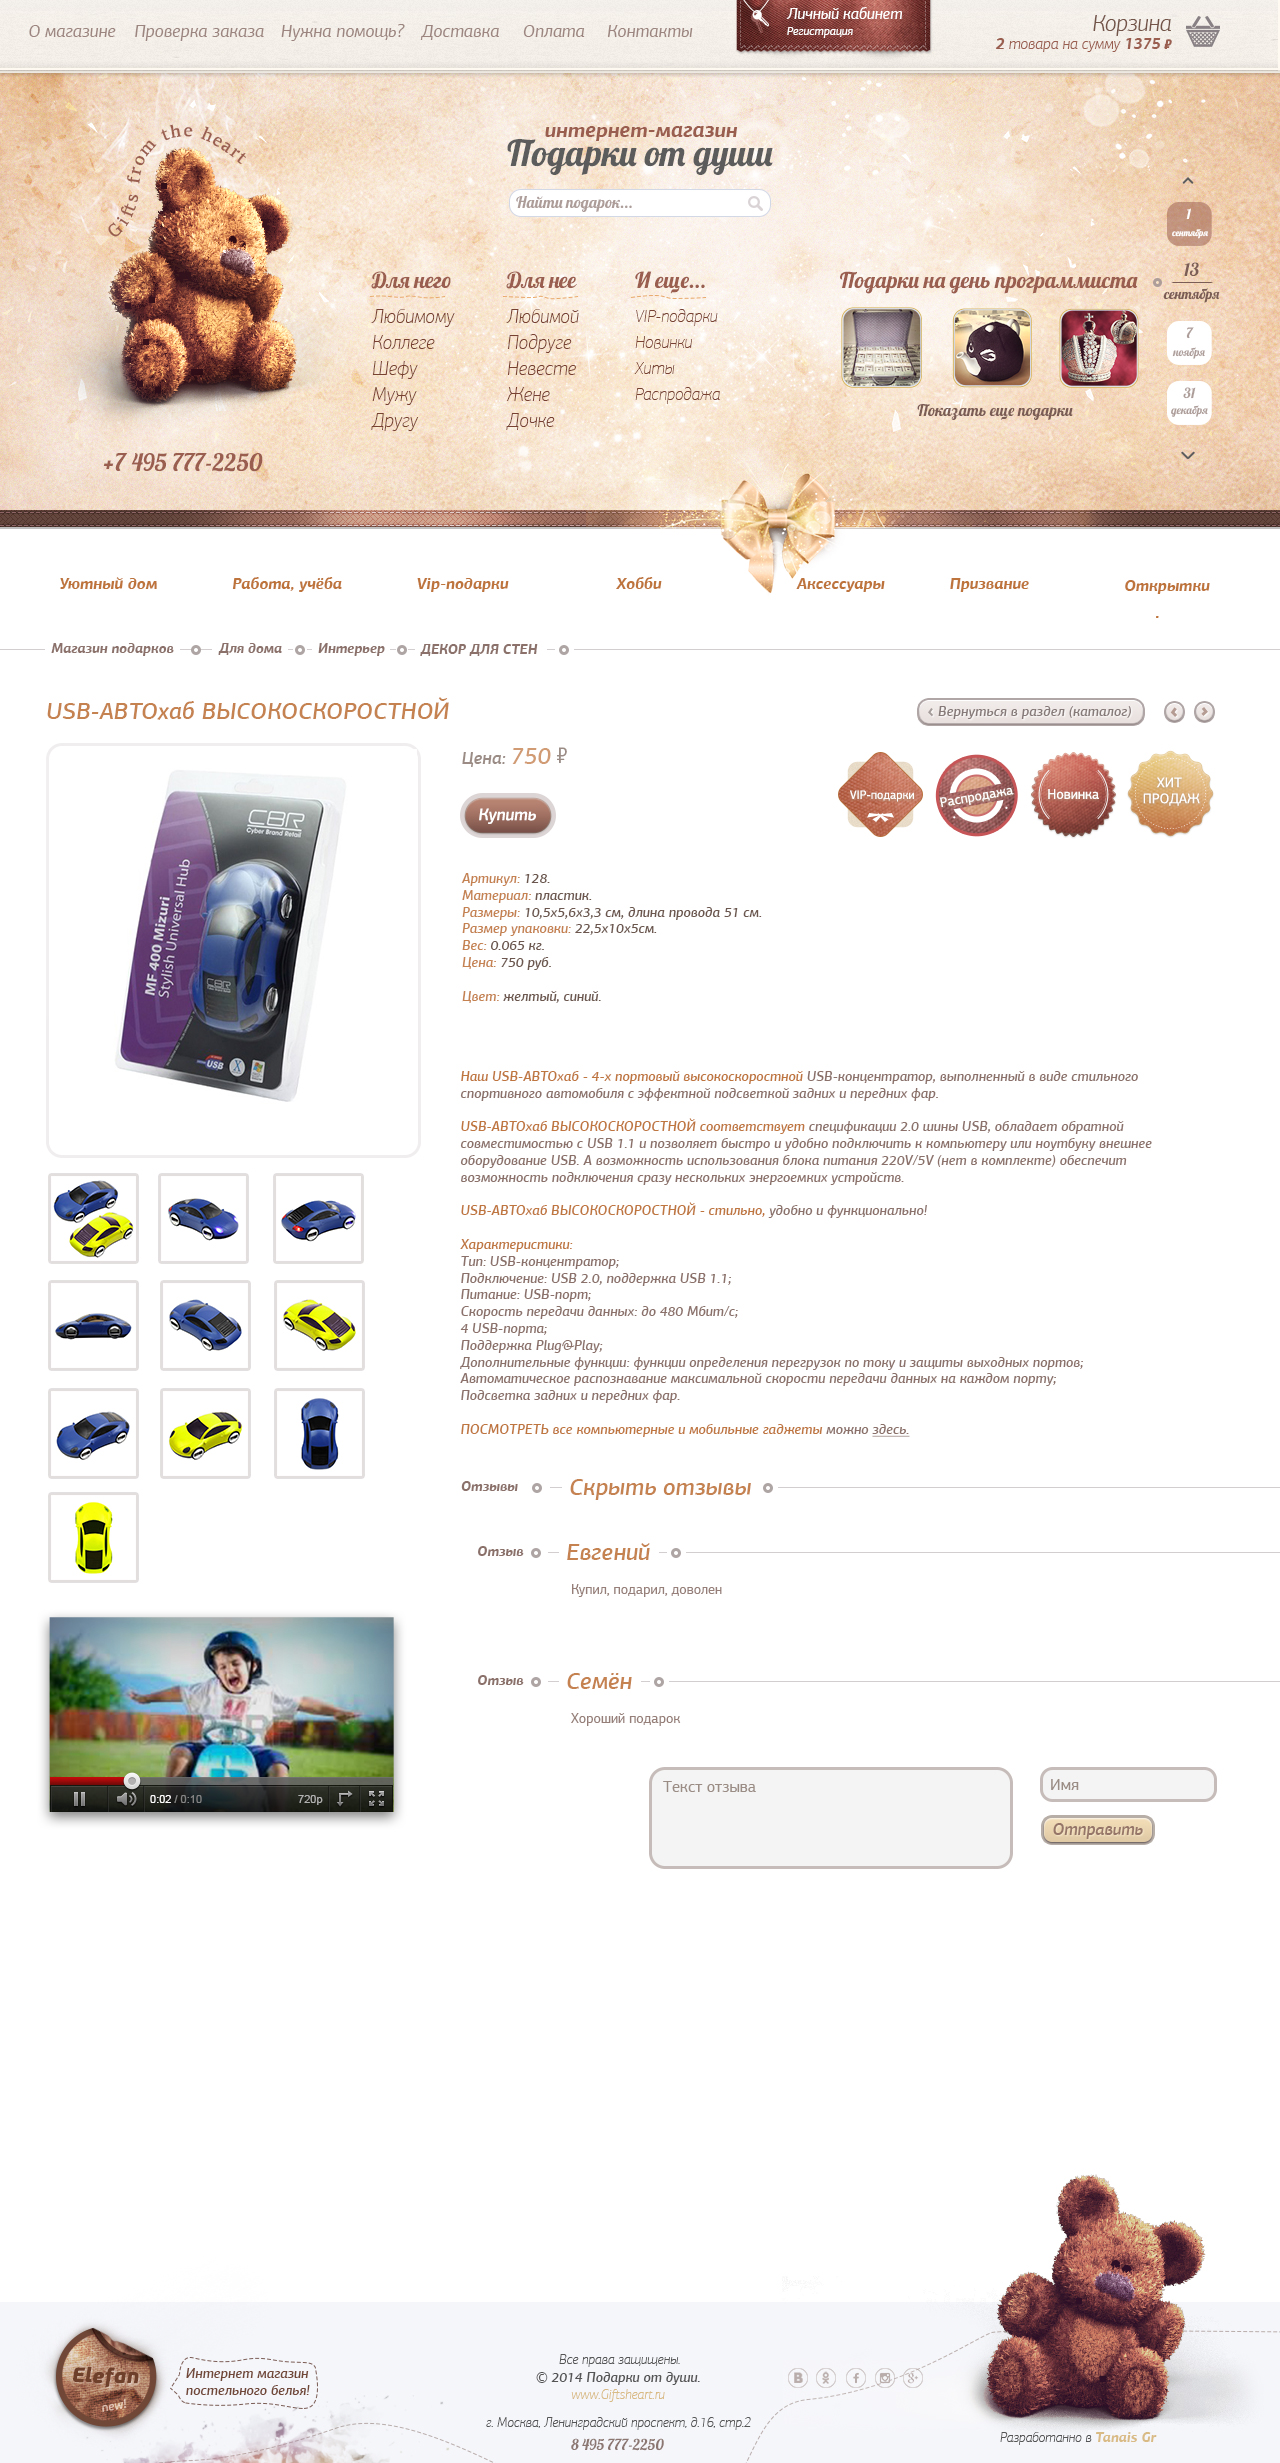 О магазине Проверка заказа Нужна помощь? Доставка Оплата Контакты
Личный кабинет
Регистрация
Корзина
2 товара на сумму 1375 ₽
Gifts from the heart
интернет-магазин
Подарки от души
Найти подарок...
+7 495 777-2250
Для него
Любимому
Коллеге
Шефу
Мужу
Другу
Для нее
Любимой
Подруге
Невесте
Жене
Дочке
И еще...
VIP-подарки
Новинки
Хиты
Распродажа
Подарки на день программиста
Показать еще подарки
1
сентября
13
сентября
7
ноября
31
декабря
Уютный дом Работа, учёба Vip-подарки Хобби Аксессуары Призвание Открытки
.
Магазин подарков Для дома Интерьер ДЕКОР ДЛЯ СТЕН
USB-АВТОхаб ВЫСОКОСКОРОСТНОЙ
Вернуться в раздел (каталог)
CBR
Cyber Brand Retail
MF 400 Mizuri
Stylish Universal Hub
CBR
USB
Цена: 750 ₽
Купить
VIP-подарки
Распродажа
Новинка
ХИТ
ПРОДАЖ
Артикул: 128.
Материал: пластик.
Размеры: 10,5х5,6х3,3 см, длина провода 51 см.
Размер упаковки: 22,5х10х5см.
Вес: 0.065 кг.
Цена: 750 руб.
Цвет: желтый, синий.
Наш USB-АВТОхаб - 4-х портовый высокоскоростной USB-концентратор, выполненный в виде стильного
спортивного автомобиля с эффектной подсветкой задних и передних фар.
USB-АВТОхаб ВЫСОКОСКОРОСТНОЙ соответствует спецификации 2.0 шины USB, обладает обратной
совместимостью с USB 1.1 и позволяет быстро и удобно подключить к компьютеру или ноутбуку внешнее
оборудование USB. А возможность использования блока питания 220V/5V (нет в комплекте) обеспечит
возможность подключения сразу нескольких энергоемких устройств.
USB-АВТОхаб ВЫСОКОСКОРОСТНОЙ - стильно, удобно и функционально!
Характеристики:
Тип: USB-концентратор;
Подключение: USB 2.0, поддержка USB 1.1;
Питание: USB-порт;
Скорость передачи данных: до 480 Мбит/с;
4 USB-порта;
Поддержка Plug&Play;
Дополнительные функции: функции определения перегрузок по току и защиты выходных портов;
Автоматическое распознавание максимальной скорости передачи данных на каждом порту;
Подсветка задних и передних фар.
ПОСМОТРЕТЬ все компьютерные и мобильные гаджеты можно здесь.
Отзывы Скрыть отзывы
Отзыв Евгений
Купил, подарил, доволен
Отзыв Семён
Хороший подарок
0:02 / 0:10 720p
Текст отзыва
Имя
Отправить
Elefan
new!
Интернет магазин
постельного белья!
Все права защищены.
© 2014 Подарки от души.
www.Giftsheart.ru
г. Москва, Ленинградский проспект, д.16, стр.2
8 495 777-2250
Разработанно в Tanais Gr